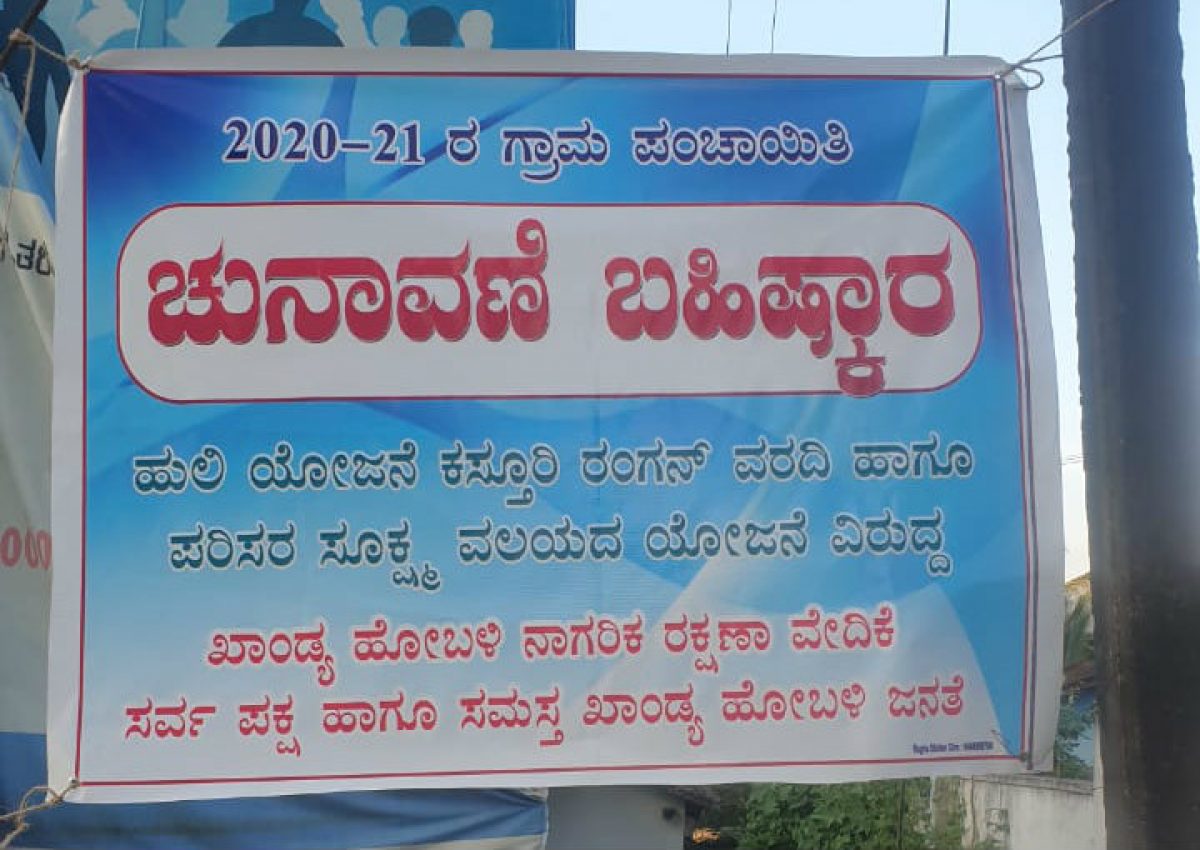 2020-21 ರ ಗ್ರಾಮ ಪಂಚಾಯಿತಿ
ಚುನಾವಣೆ ಬಹಿಷ್ಕಾರ
ಹುಲಿ ಯೋಜನೆ ಕಸ್ತೂರಿ ರಂಗನ್ ವರದಿ ಹಾಗೂ
ಪರಿಸರ ಸೂಕ್ಷ್ಮ ವಲಯದ ಯೋಜನೆ ವಿರುದ್ದ
ಖಾಂಡ್ಯ ಹೋಬಳಿ ನಾಗರಿಕ ರಕ್ಷಣಾ ವೇದಿಕೆ
ಸರ್ವ ಪಕ್ಷ ಹಾಗೂ ಸಮಸ್ತ ಖಾಂಡ್ಯ ಹೋಬಳಿ ಜನತೆ